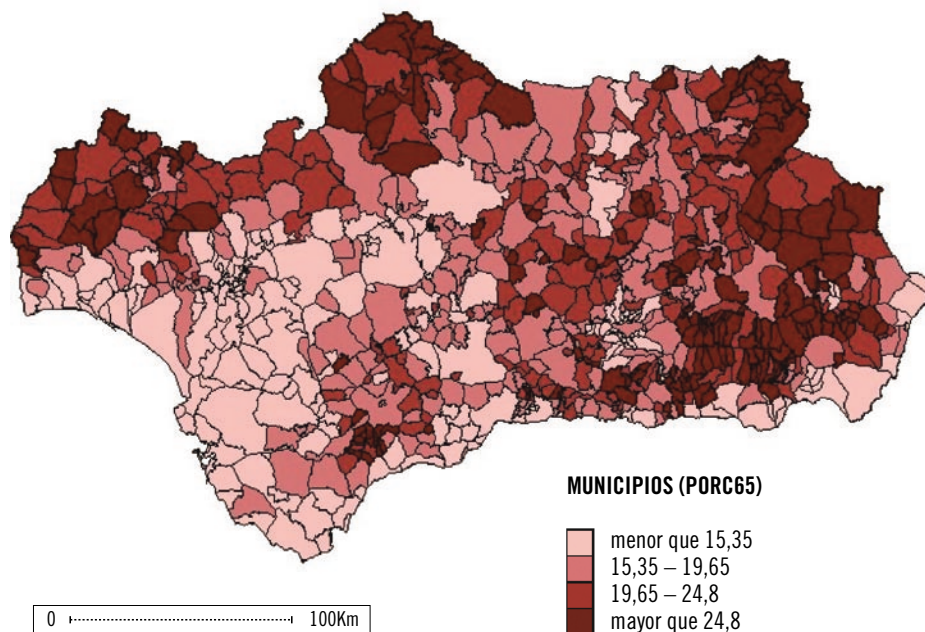 MUNICIPIOS (PORC65)
menor que 15,35
15,35 – 19,65
19,65 – 24,8
mayor que 24,8
0 100Km